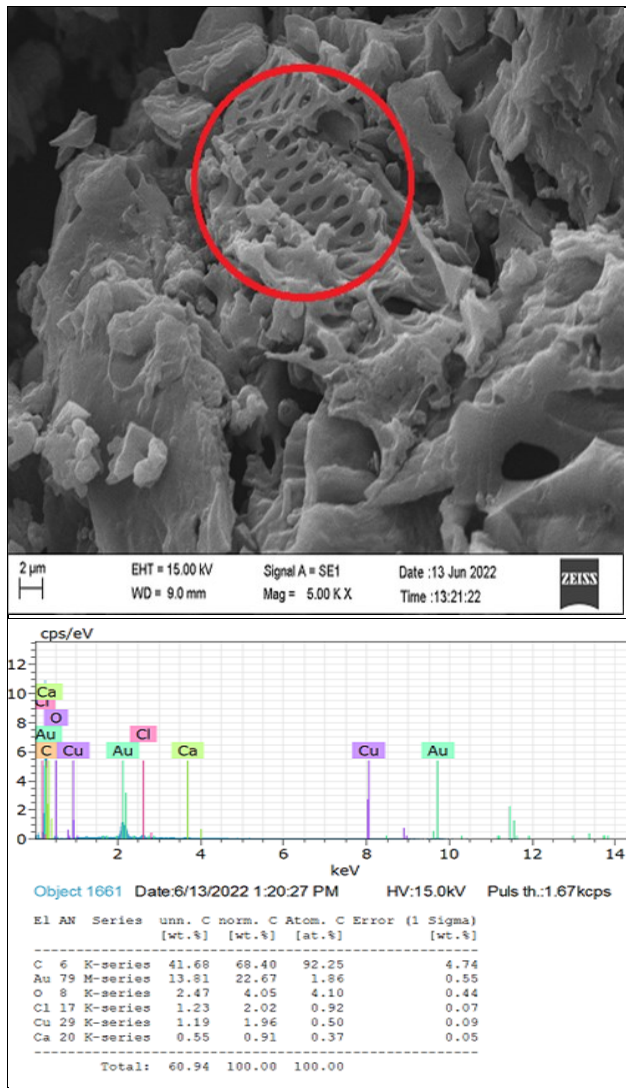 2 µm EHT = 15.00 kV Signal A = SE1 Date :13 Jun 2022 ZEISS
WD = 9.0 mm Mag = 5.00 K X Time :13:21:22
cps/eV
12
10
8
6
4
2
0
Ca
Cl
O
Au
C Cu Au Cl Ca Cu Au
2 4 6 8 10 12 14
keV
Object 1661 Date:6/13/2022 1:20:27 PM HV:15.0kV Puls th.:1.67kcps
El AN Series unn. C norm. C Atom. C Error (1 Sigma)
[wt.%] [wt.%] [at.%] [wt.%]
C 6 K-series 41.68 68.40 92.25 4.74
Au 79 M-series 13.81 22.67 1.86 0.55
O 8 K-series 2.47 4.05 4.10 0.44
Cl 17 K-series 1.23 2.02 0.92 0.07
Cu 29 K-series 1.19 1.96 0.50 0.09
Ca 20 K-series 0.55 0.91 0.37 0.05
Total: 60.94 100.00 100.00